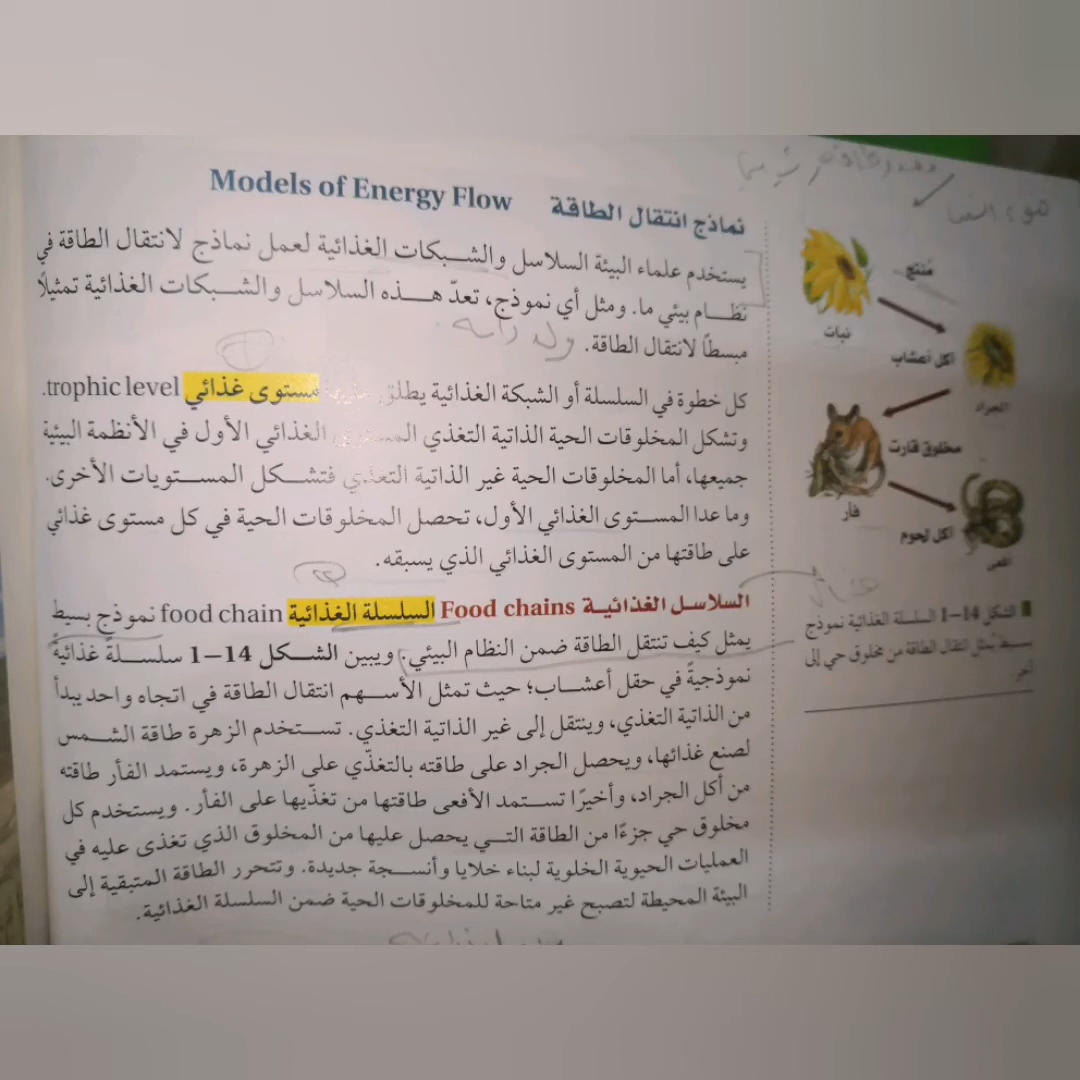 نماذج انتقال الطاقة Models of Energy Flow
يستخدم علماء البيئة السلاسل والشبكات الغذائية لعمل نماذج لانتقال الطاقة في
نظام بيئي ما. ومثل أي نموذج، تعدّ هذه السلاسل والشبكات الغذائية تمثيلاً
مبسطاً لانتقال الطاقة.
كل خطوة في السلسلة أو الشبكة الغذائية يطلق عليها مستوى غذائي trophic level.
وتشكل المخلوقات الحية الذاتية التغذي المستوى الغذائي الأول في الأنظمة البيئية
جميعها، أما المخلوقات الحية غير الذاتية التغذي فتشكل المستويات الأخرى.
وما عدا المستوى الغذائي الأول، تحصل المخلوقات الحية في كل مستوى غذائي
على طاقتها من المستوى الغذائي الذي يسبقه.
السلاسل الغذائية Food chains السلسلة الغذائية food chain نموذج بسيط
يمثل كيف تنتقل الطاقة ضمن النظام البيئي. ويبين الشكل 14-1 سلسلةً غذائيةً
نموذجيةً في حقل أعشاب؛ حيث تمثل الأسهم انتقال الطاقة في اتجاه واحد يبدأ
من الذاتية التغذي، وينتقل إلى غير الذاتية التغذي. تستخدم الزهرة طاقة الشمس
لصنع غذائها، ويحصل الجراد على طاقته بالتغذّي على الزهرة، ويستمد الفأر طاقته
من أكل الجراد، وأخيرًا تستمد الأفعى طاقتها من تغذّيها على الفأر. ويستخدم كل
مخلوق حي جزءًا من الطاقة التي يحصل عليها من المخلوق الذي تغذى عليه في
العمليات الحيوية الخلوية لبناء خلايا وأنسجة جديدة. وتتحرر الطاقة المتبقية إلى
البيئة المحيطة لتصبح غير متاحة للمخلوقات الحية ضمن السلسلة الغذائية.
مُنتِج
نبات
آكل أعشاب
الجراد
مخلوق قارت
فأر
آكل لحوم
أفعى
الشكل 14-1 السلسلة الغذائية نموذج
بسيط يُمثل انتقال الطاقة من مخلوق حي إلى
آخر